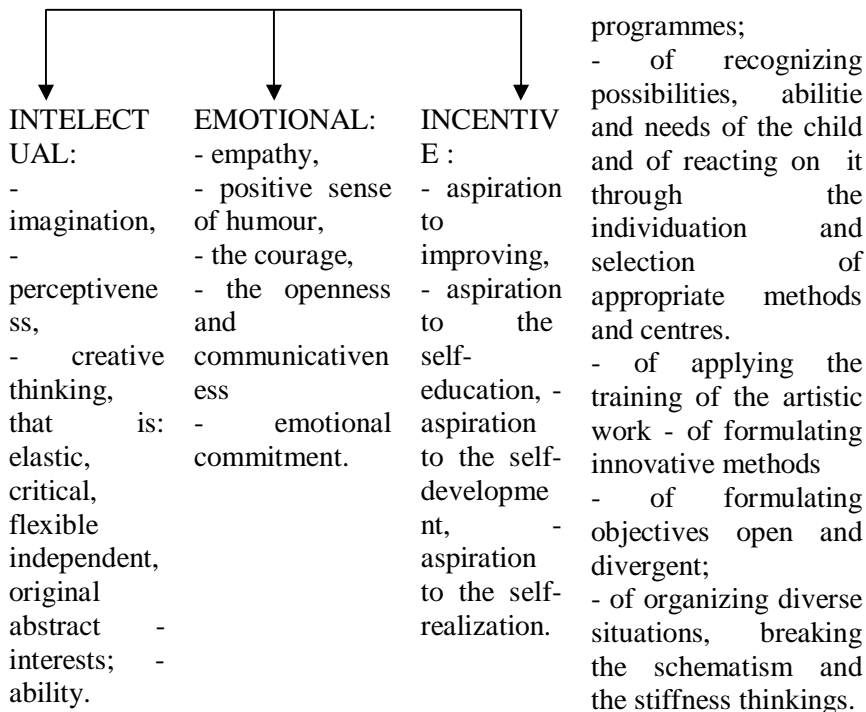 INTELECT
UAL:
-
imagination,
-
perceptivene
ss,
- creative
thinking,
that is:
elastic,
critical,
flexible
independent,
original
abstract -
interests; -
ability.
EMOTIONAL:
- empathy,
- positive sense
of humour,
- the courage,
- the openness
and
communicativen
ess
- emotional
commitment.
INCENTIV
E :
- aspiration
to
improving,
- aspiration
to the
self-
education, -
aspiration
to the self-
developme
nt, -
aspiration
to the self-
realization.
programmes;
- of recognizing
possibilities, abilitie
and needs of the child
and of reacting on it
through the
individuation and
selection of
appropriate methods
and centres.
- of applying the
training of the artistic
work - of formulating
innovative methods
- of formulating
objectives open and
divergent;
- of organizing diverse
situations, breaking
the schematism and
the stiffness thinkings.